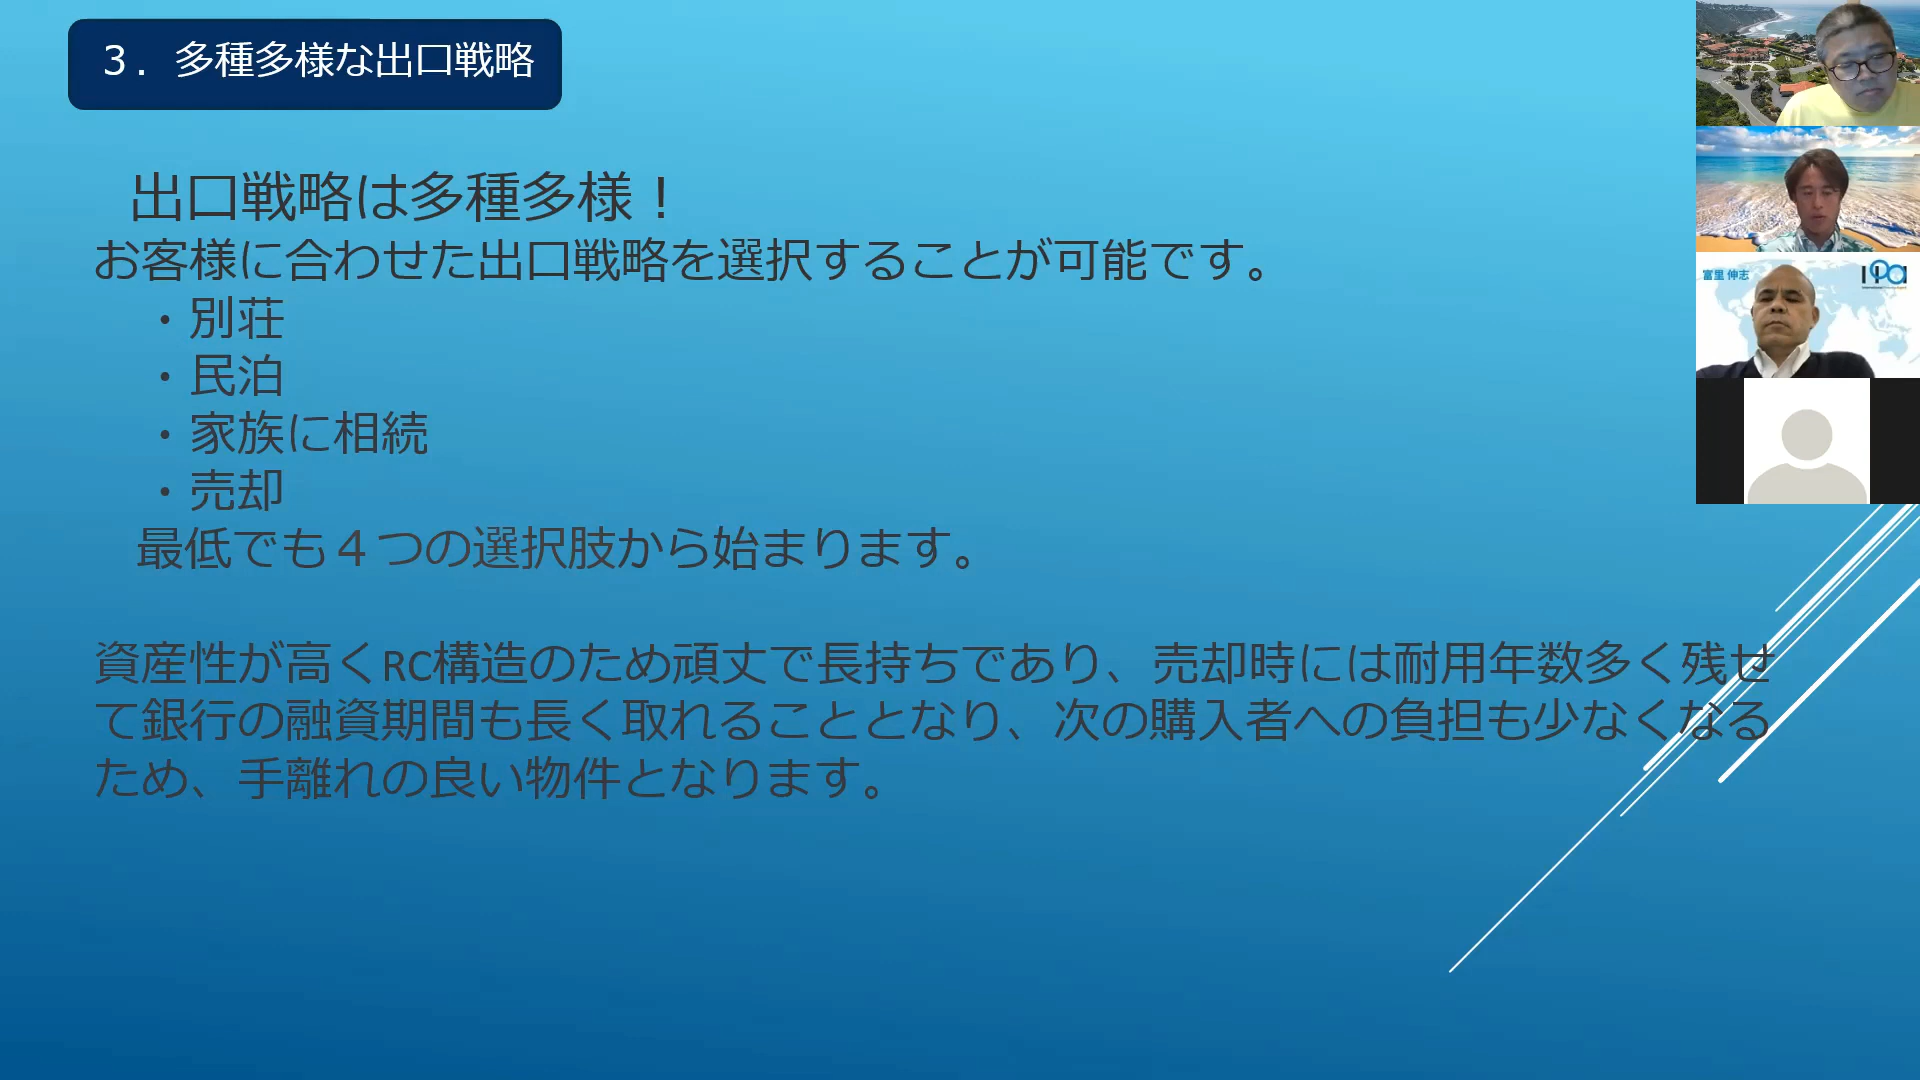 ３．多種多様な出口戦略
出口戦略は多種多様！
お客様に合わせた出口戦略を選択することが可能です。
・別荘
・民泊
・家族に相続
・売却
最低でも４つの選択肢から始まります。
資産性が高くRC構造のため頑丈で長持ちであり、売却時には耐用年数多く残せ
て銀行の融資期間も長く取れることとなり、次の購入者への負担も少なくなる
ため、手離れの良い物件となります。
富里 伸志
IPA